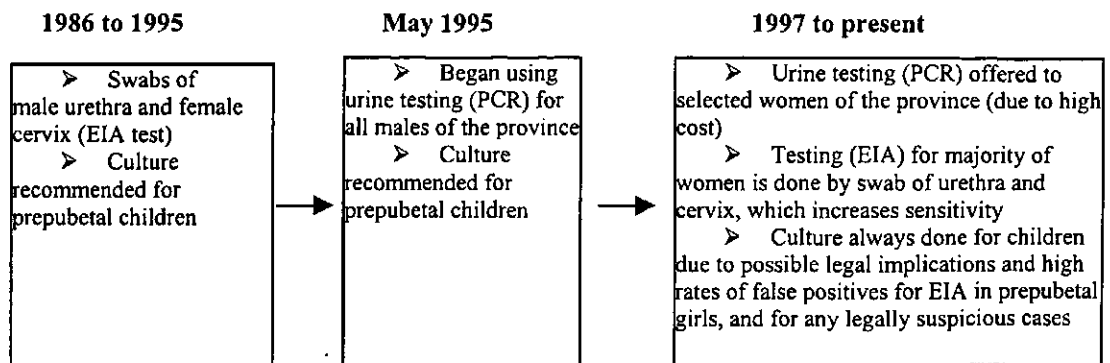 1986 to 1995
➢ Swabs of
male urethra and female
cervix (EIA test)
➢ Culture
recommended for
prepubetal children
May 1995
➢ Began using
urine testing (PCR) for
all males of the province
➢ Culture
recommended for
prepubetal children
1997 to present
➢ Urine testing (PCR) offered to
selected women of the province (due to high
cost)
➢ Testing (EIA) for majority of
women is done by swab of urethra and
cervix, which increases sensitivity
➢ Culture always done for children
due to possible legal implications and high
rates of false positives for EIA in prepubetal
girls, and for any legally suspicious cases